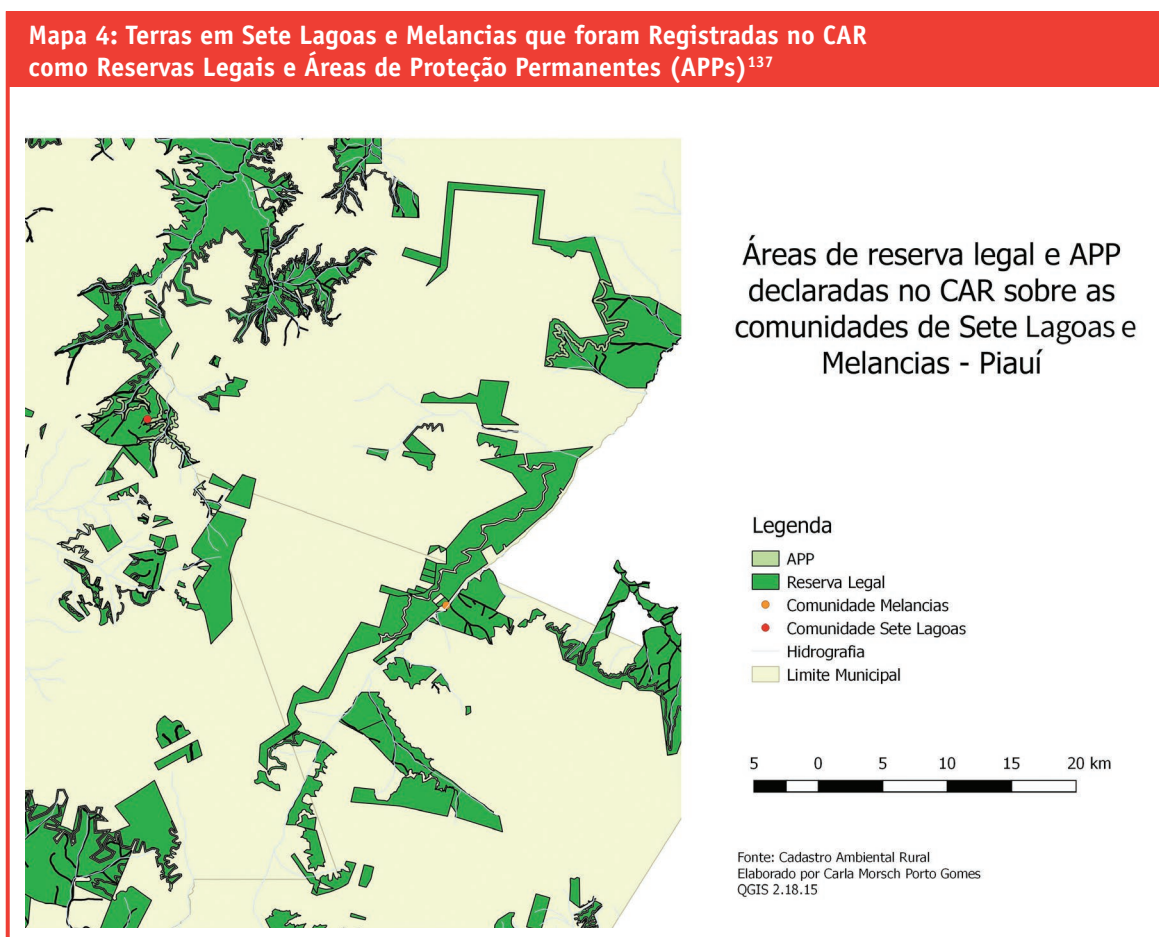 Mapa 4: Terras em Sete Lagoas e Melancias que foram Registradas no CAR
como Reservas Legais e Áreas de Proteção Permanentes (APPs)137
Áreas de reserva legal e APP
declaradas no CAR sobre as
comunidades de Sete Lagoas e
Melancias - Piauí
Legenda
APP
Reserva Legal
Comunidade Melancias
Comunidade Sete Lagoas
Hidrografia
Limite Municipal
5 0 5 10 15 20 km
Fonte: Cadastro Ambiental Rural
Elaborado por Carla Morsch Porto Gomes
QGIS 2.18.15